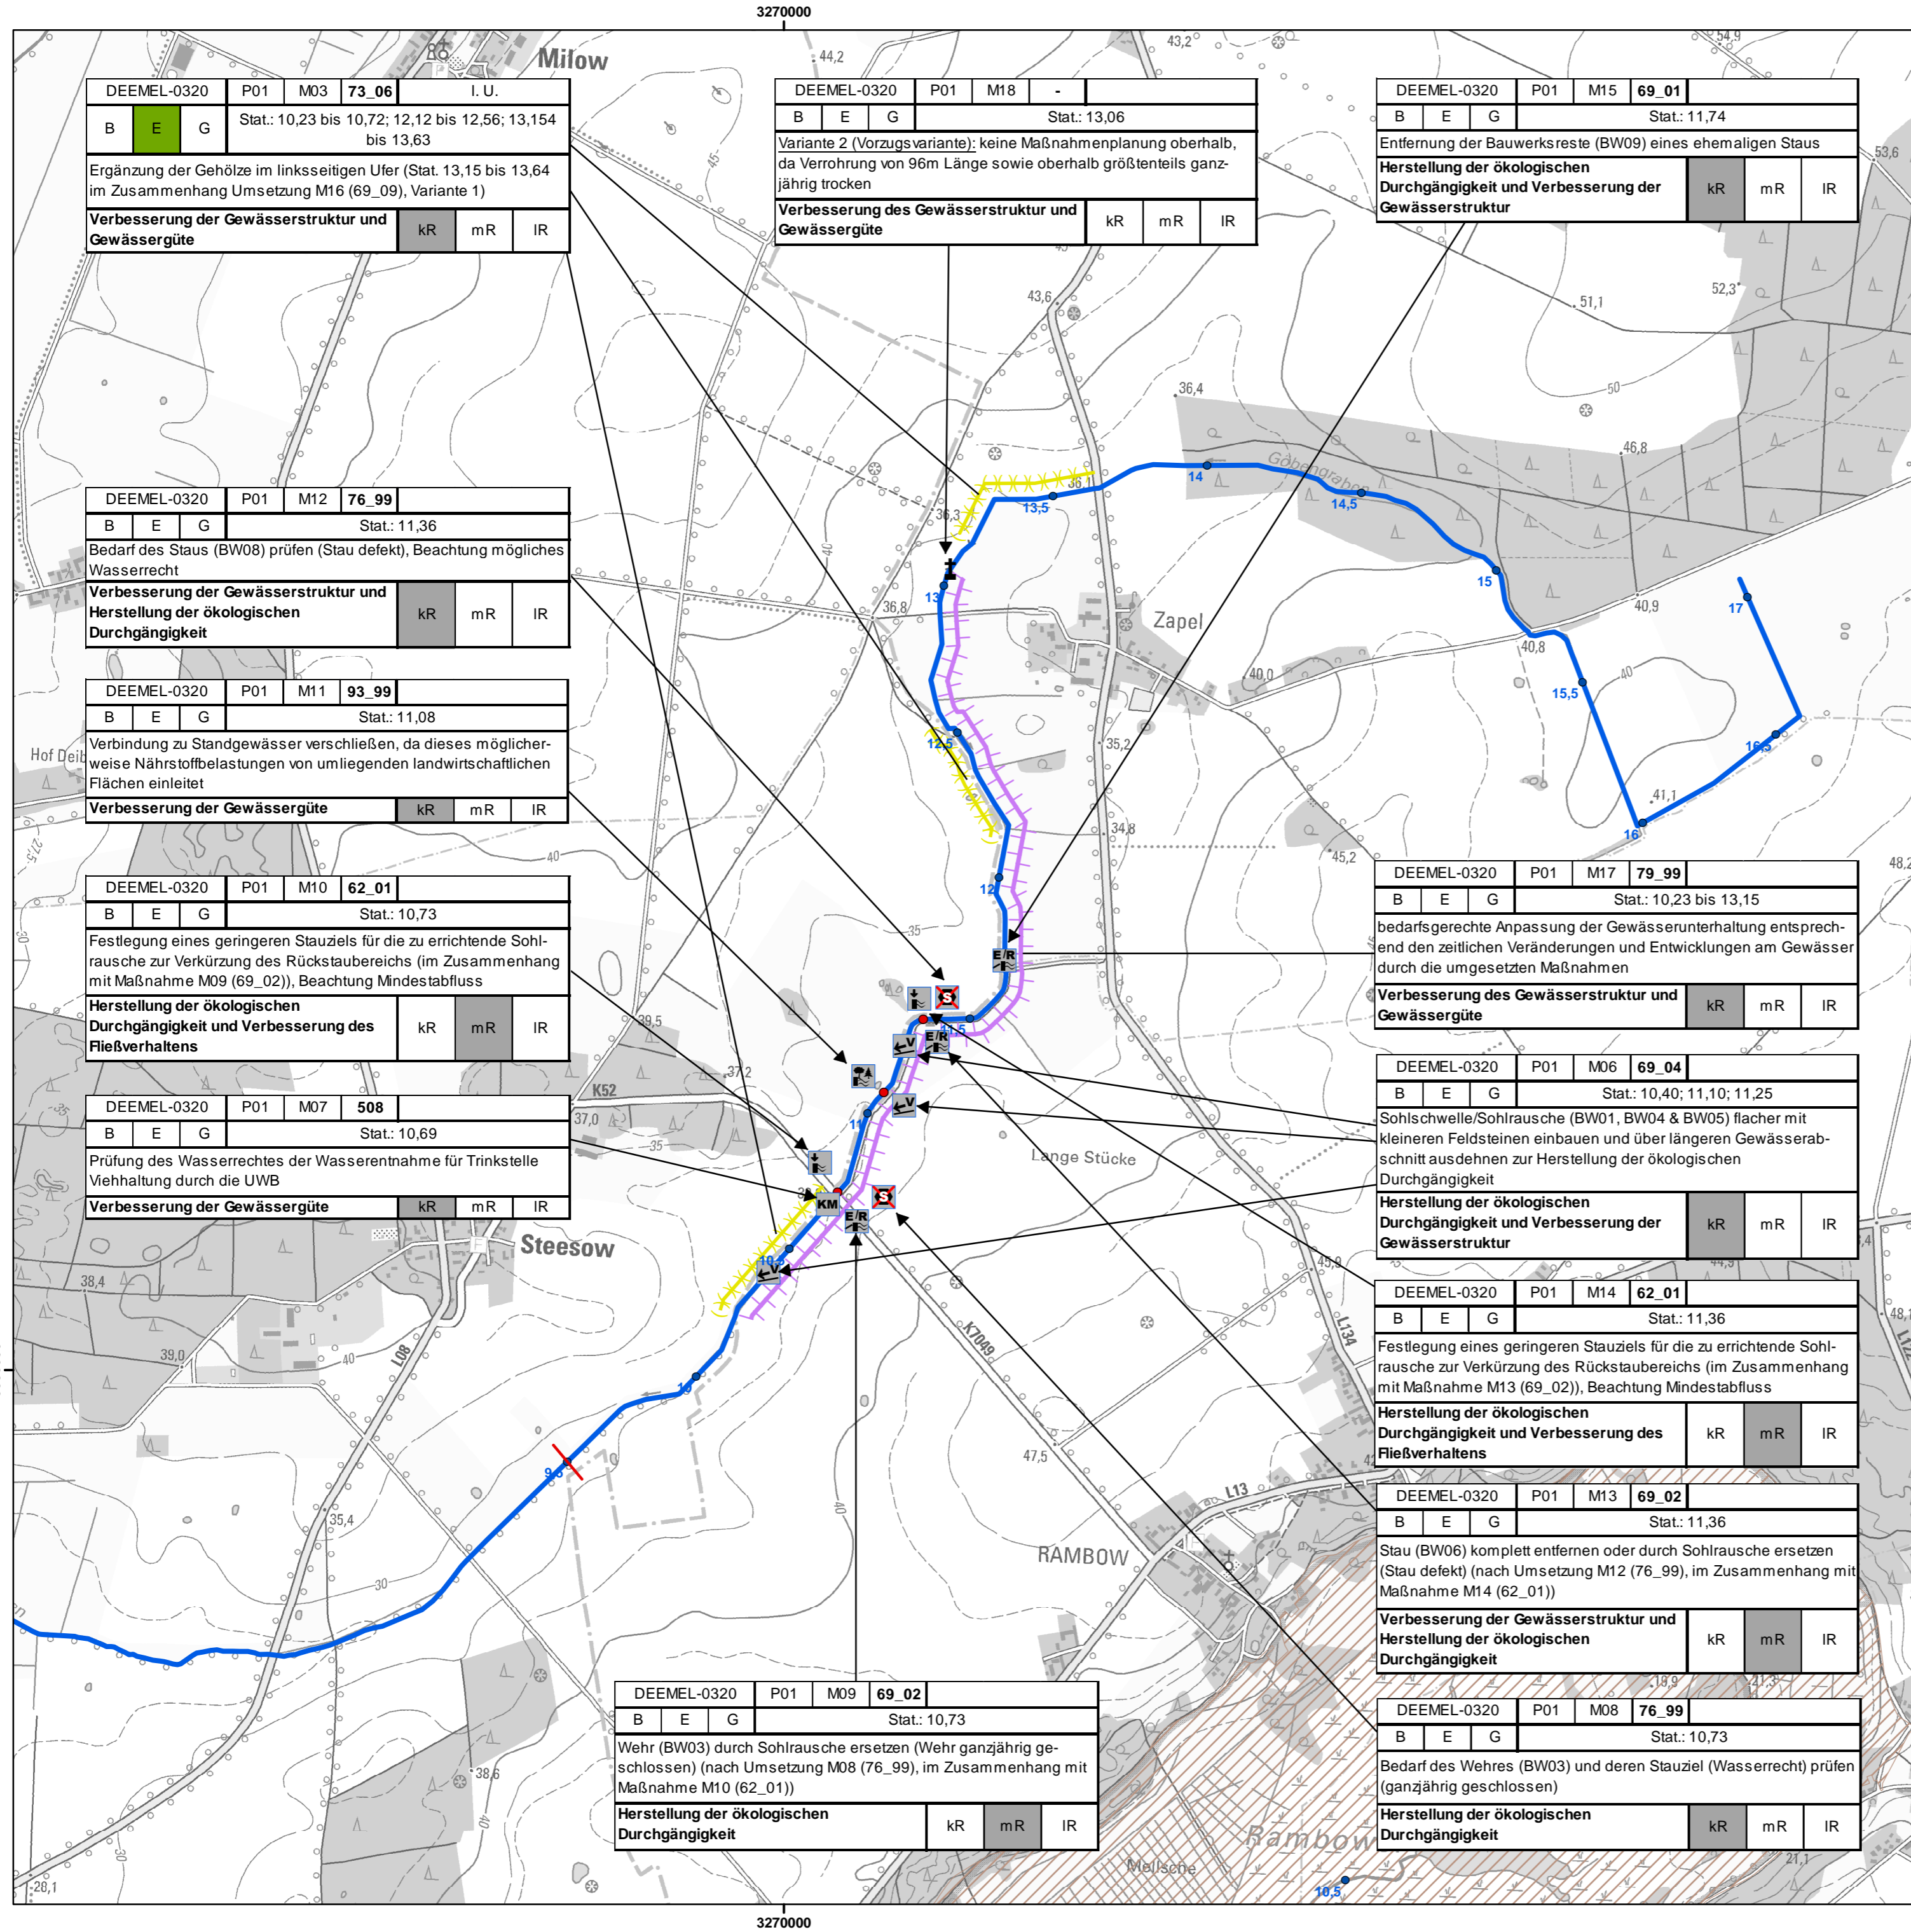 3270000
Milow
44,2
43,2
54,9
DEEMEL-0320 P01 M03 73_06 I. U.
B E G Stat.: 10,23 bis 10,72; 12,12 bis 12,56; 13,154
bis 13,63
Ergänzung der Gehölze im linksseitigen Ufer (Stat. 13,15 bis 13,64
im Zusammenhang Umsetzung M16 (69_09), Variante 1)
Verbesserung der Gewässerstruktur und
Gewässergüte
kR mR lR
DEEMEL-0320 P01 M18 -
B E G Stat.: 13,06
Variante 2 (Vorzugsvariante): keine Maßnahmenplanung oberhalb,
da Verrohrung von 96m Länge sowie oberhalb größtenteils ganz-
jährig trocken
Verbesserung des Gewässerstruktur und
Gewässergüte
kR mR lR
DEEMEL-0320 P01 M15 69_01
B E G Stat.: 11,74
Entfernung der Bauwerksreste (BW09) eines ehemaligen Staus
Herstellung der ökologischen
Durchgängigkeit und Verbesserung der
Gewässerstruktur
kR mR lR
53,6
45
45
43,6
52,3
51,1
50
36,4
46,8
Göbengraben
14
14,5
36,1
13,5
36,3
40
DEEMEL-0320 P01 M12 76_99
B E G Stat.: 11,36
Bedarf des Staus (BW08) prüfen (Stau defekt), Beachtung mögliches
Wasserrecht
Verbesserung der Gewässerstruktur und
Herstellung der ökologischen
Durchgängigkeit
kR mR lR
13
36,8
Zapel
15
40,9
17
40,8
40,0
40
15,5
16,5
DEEMEL-0320 P01 M11 93_99
B E G Stat.: 11,08
Verbindung zu Standgewässer verschließen, da dieses möglicher-
weise Nährstoffbelastungen von umliegenden landwirtschaftlichen
Flächen einleitet
Verbesserung der Gewässergüte kR mR lR
Hof Deib
12,5
35,2
41,1
16
34,8
45,2
48,2
27,5
40
DEEMEL-0320 P01 M10 62_01
B E G Stat.: 10,73
Festlegung eines geringeren Stauziels für die zu errichtende Sohl-
rausche zur Verkürzung des Rückstaubereichs (im Zusammenhang
mit Maßnahme M09 (69_02)), Beachtung Mindestabfluss
Herstellung der ökologischen
Durchgängigkeit und Verbesserung des
Fließverhaltens
kR mR lR
DEEMEL-0320 P01 M17 79_99
B E G Stat.: 10,23 bis 13,15
bedarfsgerechte Anpassung der Gewässerunterhaltung entsprech-
end den zeitlichen Veränderungen und Entwicklungen am Gewässer
durch die umgesetzten Maßnahmen
Verbesserung des Gewässerstruktur und
Gewässergüte
kR mR lR
12
35
30
E/R
S
11,5
E/R
V
39,5
37,2
K52
37,0
35
35
V
11
Lange Stücke
DEEMEL-0320 P01 M06 69_04
B E G Stat.: 10,40; 11,10; 11,25
Sohlschwelle/Sohlrausche (BW01, BW04 & BW05) flacher mit
kleineren Feldsteinen einbauen und über längeren Gewässerab-
schnitt ausdehnen zur Herstellung der ökologischen
Durchgängigkeit
Herstellung der ökologischen
Durchgängigkeit und Verbesserung der
Gewässerstruktur
kR mR lR
DEEMEL-0320 P01 M07 508
B E G Stat.: 10,69
Prüfung des Wasserrechtes der Wasserentnahme für Trinkstelle
Viehhaltung durch die UWB
Verbesserung der Gewässergüte kR mR lR
KM
S
E/R
Steesow
10,5
V
38,4
45,9
44,9
39,0
40
L08
K7049
L134
48,1
DEEMEL-0320 P01 M14 62_01
B E G Stat.: 11,36
Festlegung eines geringeren Stauziels für die zu errichtende Sohl-
rausche zur Verkürzung des Rückstaubereichs (im Zusammenhang
mit Maßnahme M13 (69_02)), Beachtung Mindestabfluss
Herstellung der ökologischen
Durchgängigkeit und Verbesserung des
Fließverhaltens
kR mR lR
10
9,5
47,5
35,4
40
L13
DEEMEL-0320 P01 M13 69_02
B E G Stat.: 11,36
Stau (BW06) komplett entfernen oder durch Sohlrausche ersetzen
(Stau defekt) (nach Umsetzung M12 (76_99), im Zusammenhang mit
Maßnahme M14 (62_01))
Verbesserung der Gewässerstruktur und
Herstellung der ökologischen
Durchgängigkeit
kR mR lR
RAMBOW
30
21,3
DEEMEL-0320 P01 M09 69_02
B E G Stat.: 10,73
Wehr (BW03) durch Sohlrausche ersetzen (Wehr ganzjährig ge-
schlossen) (nach Umsetzung M08 (76_99), im Zusammenhang mit
Maßnahme M10 (62_01))
Herstellung der ökologischen
Durchgängigkeit
kR mR lR
DEEMEL-0320 P01 M08 76_99
B E G Stat.: 10,73
Bedarf des Wehres (BW03) und deren Stauziel (Wasserrecht) prüfen
(ganzjährig geschlossen)
Herstellung der ökologischen
Durchgängigkeit
kR mR lR
38,6
40
30
Rambow
Mellsche
21,1
28,1
10,5
3270000